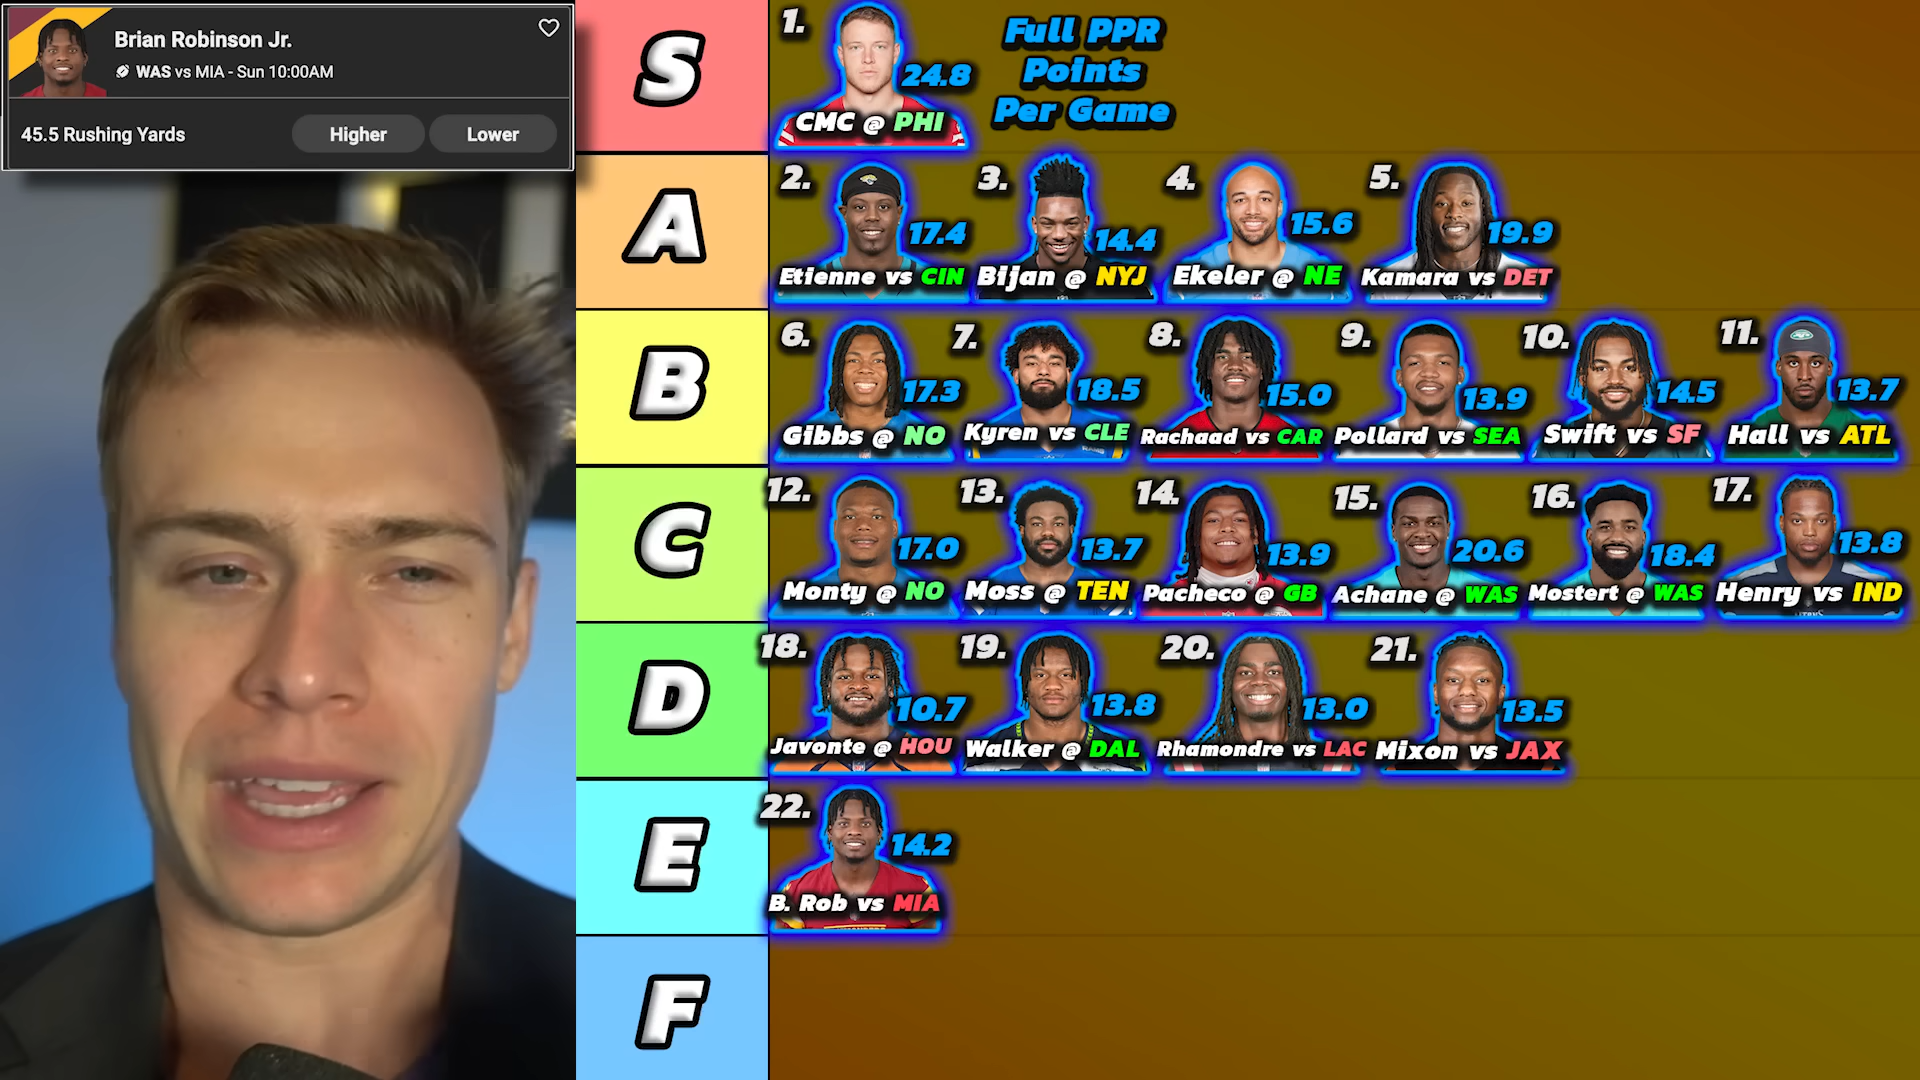 Brian Robinson Jr.
WAS vs MIA - Sun 10:00AM
45.5 Rushing Yards
Higher
Lower
S
1.
24.8
CMC @ PHI
Full PPR
Points
Per Game
A
2.
17.4
Etienne vs CIN
3.
14.4
Bijan @ NYJ
4.
15.6
Ekeler @ NE
5.
19.9
Kamara vs DET
B
6.
17.3
Gibbs @ NO
7.
18.5
Kyren vs CLE
8.
15.0
Rachaad vs CAR
9.
13.9
Pollard vs SEA
10.
14.5
Swift vs SF
11.
13.7
Hall vs ATL
C
12.
17.0
Monty @ NO
13.
13.7
Moss @ TEN
14.
13.9
Pacheco @ GB
15.
20.6
Achane @ WAS
16.
18.4
Mostert @ WAS
17.
13.8
Henry vs IND
D
18.
10.7
Javonte @ HOU
19.
13.8
Walker @ DAL
20.
13.0
Rhamondre vs LAC
21.
13.5
Mixon vs JAX
E
22.
14.2
B. Rob vs MIA
F